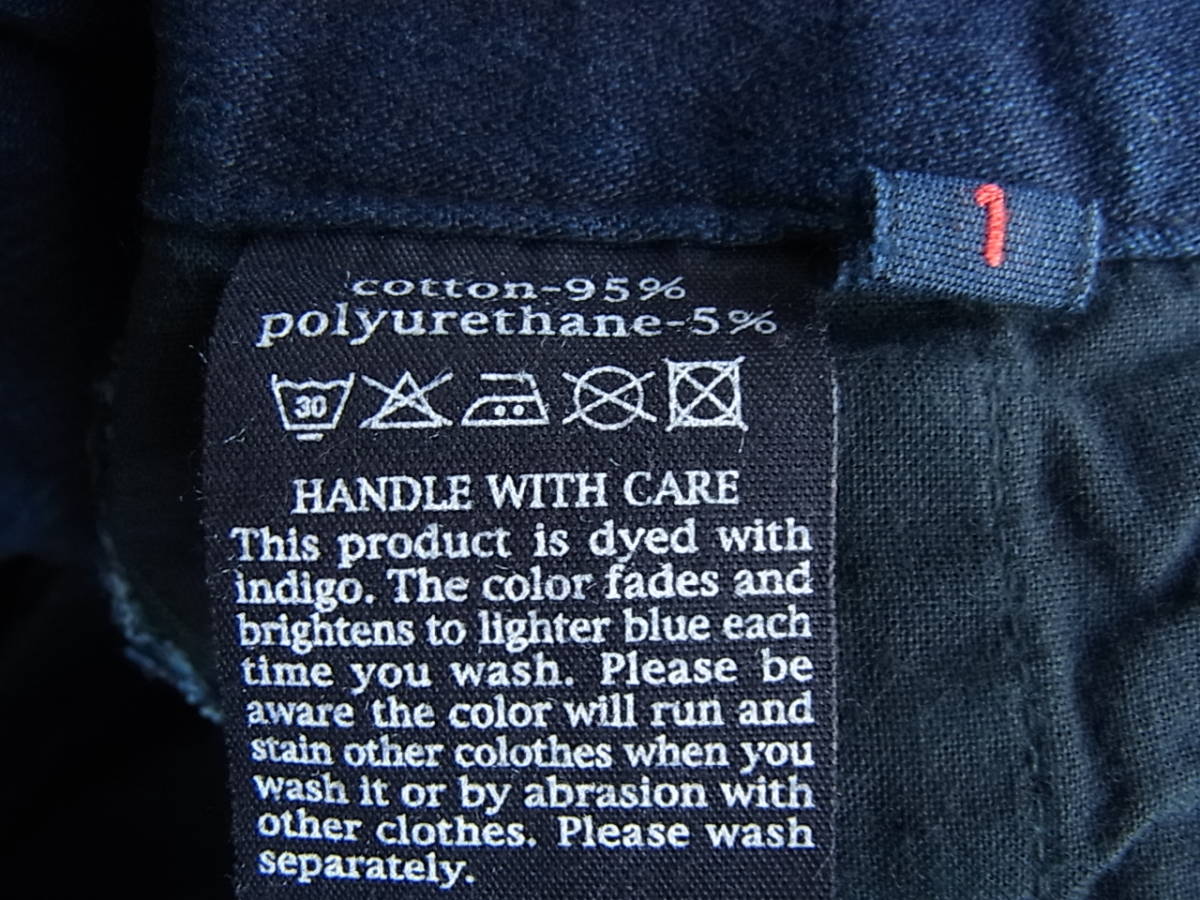 1
cotton-95%
polyurethane-5%
30
HANDLE WITH CARE
This product is dyed with
indigo. The color fades and
brightens to lighter blue each
time you wash. Please be
aware the color will run and
stain other colothes when you
wash it or by abrasion with
other clothes. Please wash
separately.